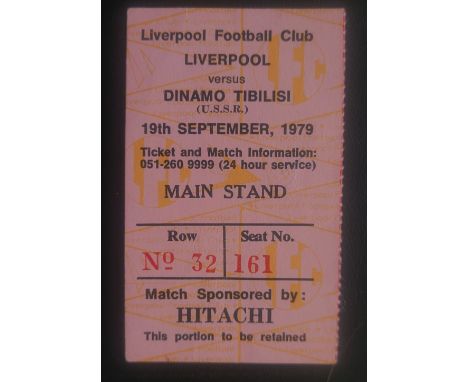 Liverpool Football Club
LIVERPOOL
versus
DINAMO TIBILISI
(U.S.S.R.)
19th SEPTEMBER, 1979
Ticket and Match Information:
051-260 9999 (24 hour service)
MAIN STAND
Row Seat No.
Nº 32 161
Match Sponsored by:
HITACHI
This portion to be retained